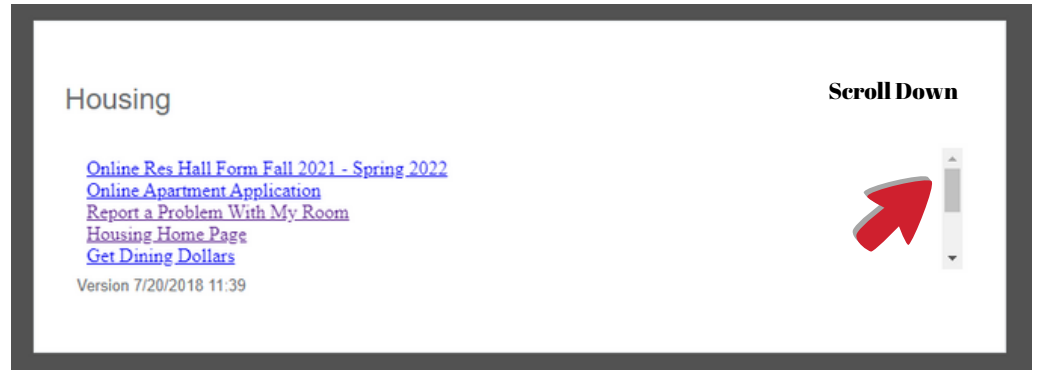 Housing
Scroll Down
Online Res Hall Form Fall 2021 - Spring 2022
Online Apartment Application
Report a Problem With My Room
Housing Home Page
Get Dining Dollars
Version 7/20/2018 11:39